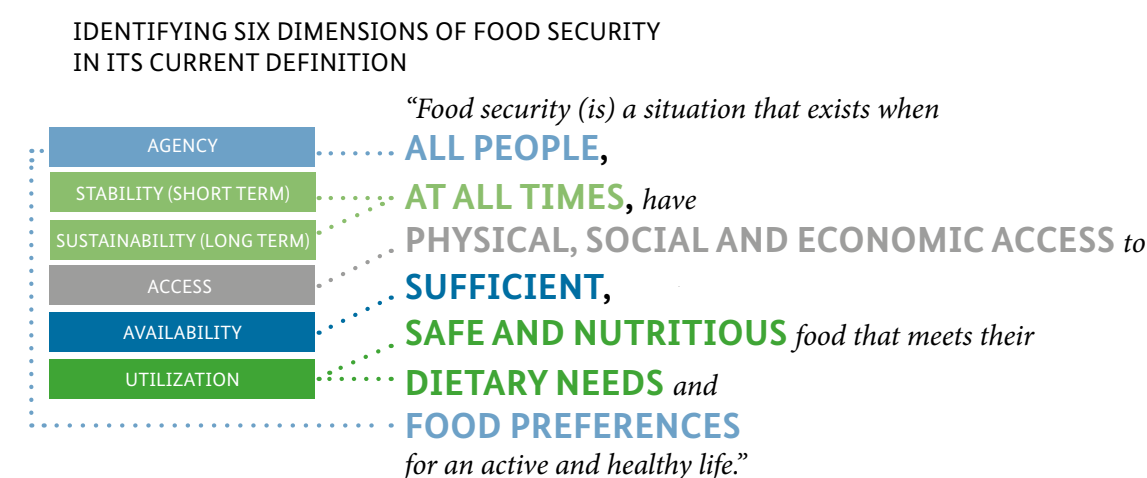 IDENTIFYING SIX DIMENSIONS OF FOOD SECURITY
IN ITS CURRENT DEFINITION
“Food security (is) a situation that exists when
AGENCY
ALL PEOPLE,
STABILITY (SHORT TERM)
AT ALL TIMES, have
SUSTAINABILITY (LONG TERM)
PHYSICAL, SOCIAL AND ECONOMIC ACCESS to
ACCESS
SUFFICIENT,
AVAILABILITY
SAFE AND NUTRITIOUS food that meets their
UTILIZATION
DIETARY NEEDS and
FOOD PREFERENCES
for an active and healthy life.”